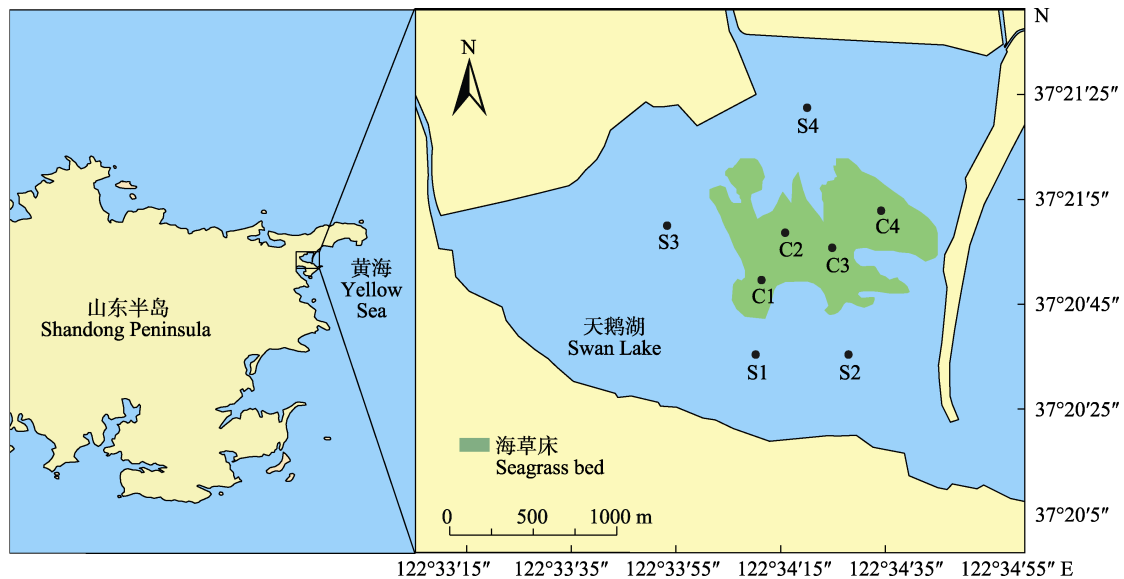 N
37°21′25″
37°21′5″
37°20′45″
37°20′25″
37°20′5″
N
S4
S3
C4
C2
C3
C1
S1
S2
黄海
Yellow
Sea
山东半岛
Shandong Peninsula
天鹅湖
Swan Lake
海草床
Seagrass bed
0 500 1000 m
122°33′15″ 122°33′35″ 122°33′55″ 122°34′15″ 122°34′35″ 122°34′55″ E